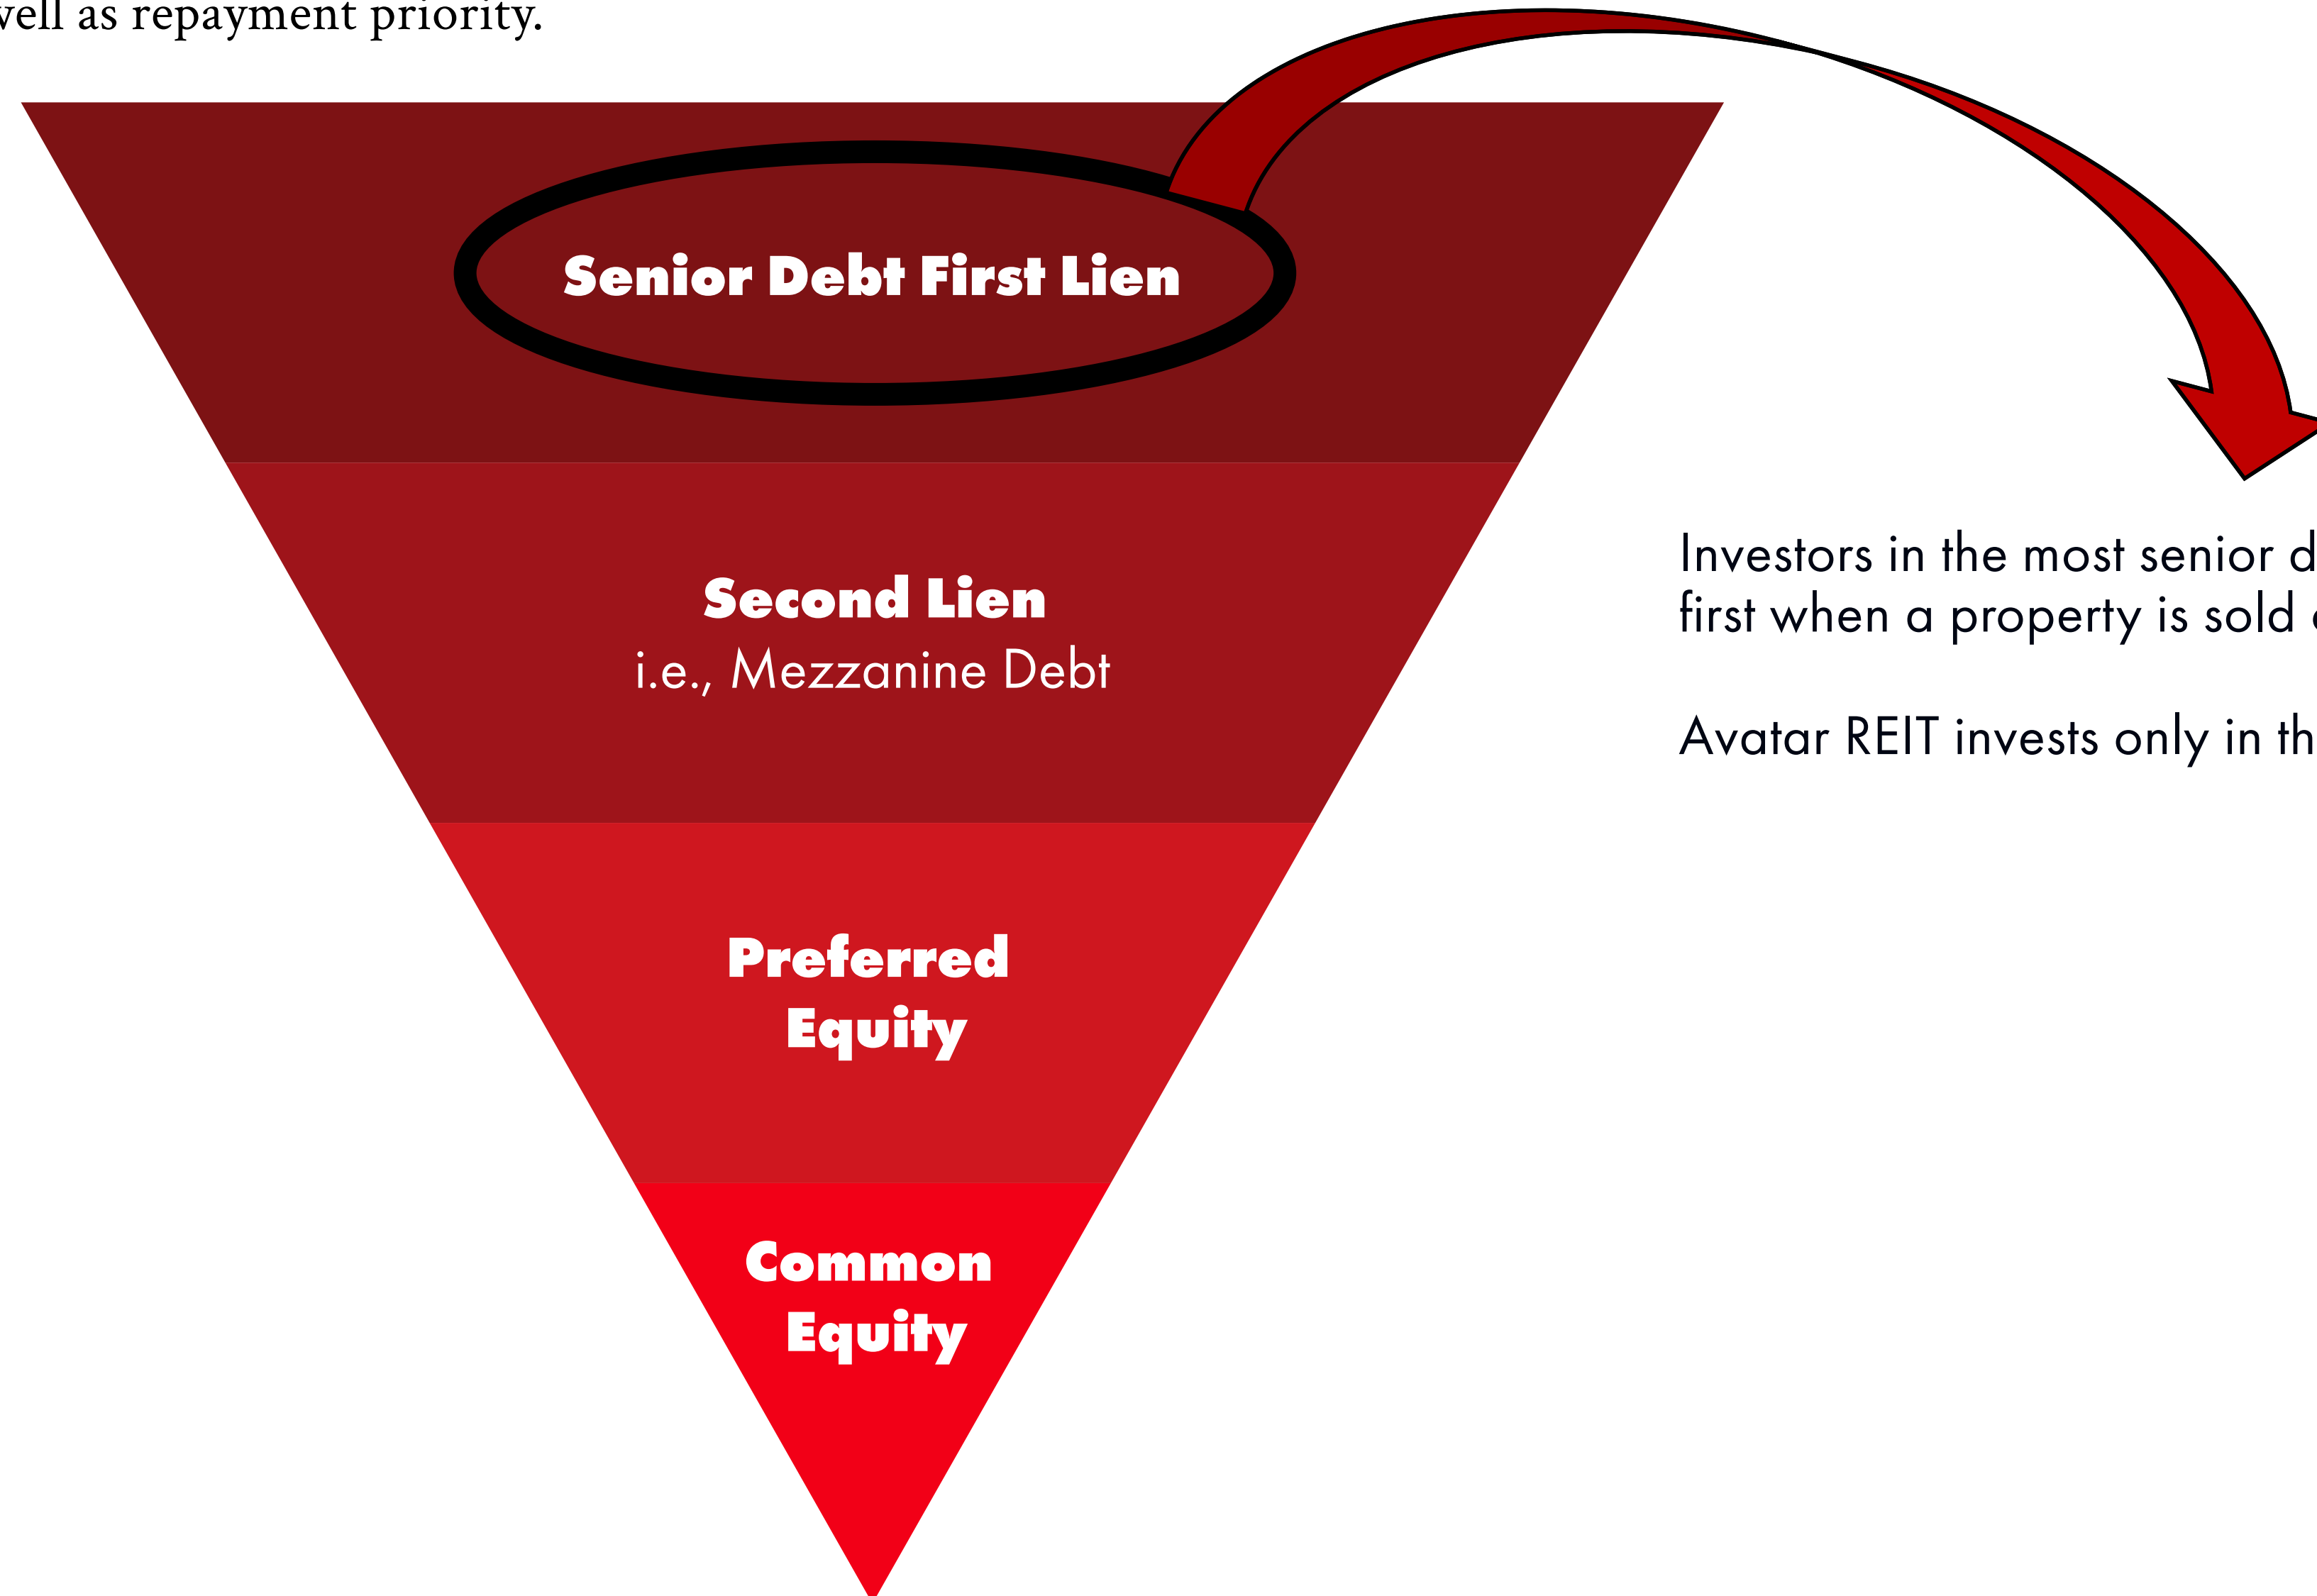 as repayment priority.
Senior Debt First Lien
Second Lien
i.e., Mezzanine Debt
Preferred
Equity
Common
Equity
Investors in the most senior
first when a property is sold
Avatar REIT invests only in